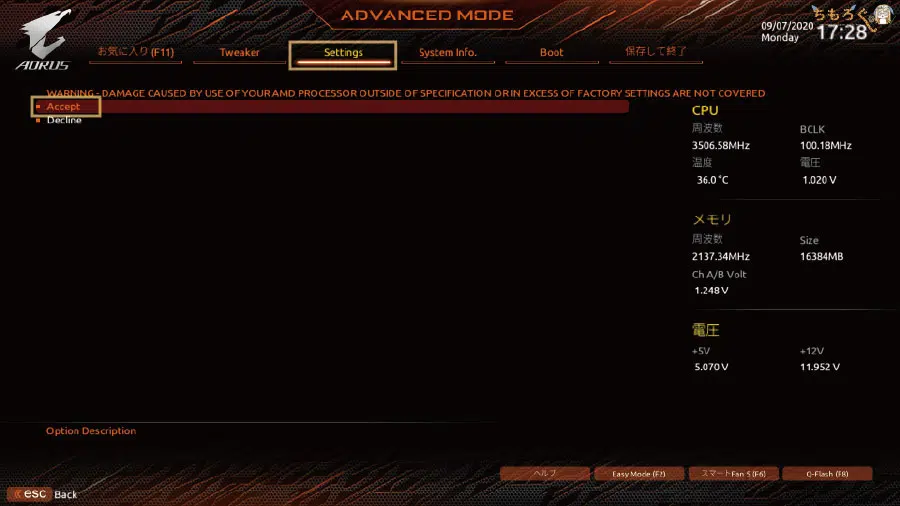 ADVANCED MODE
ちもろぐ
09/07/2020
Monday
17:28
AORUS
お気に入り (F11)
Tweaker
Settings
System Info.
Boot
保存して終了
WARNING - DAMAGE CAUSED BY USE OF YOUR AMD PROCESSOR OUTSIDE OF SPECIFICATION OR IN EXCESS OF FACTORY SETTINGS ARE NOT COVERED
Accept
Decline
CPU
周波数 BCLK
3506.58MHz 100.18MHz
温度 電圧
36.0 °C 1.020 V
メモリ
周波数 Size
2137.34MHz 16384MB
Ch A/B Volt
1.248 V
電圧
+5V +12V
5.070 V 11.952 V
Option Description
ヘルプ
Easy Mode (F2)
スマート Fan 5 (F6)
Q-Flash (F8)
esc Back